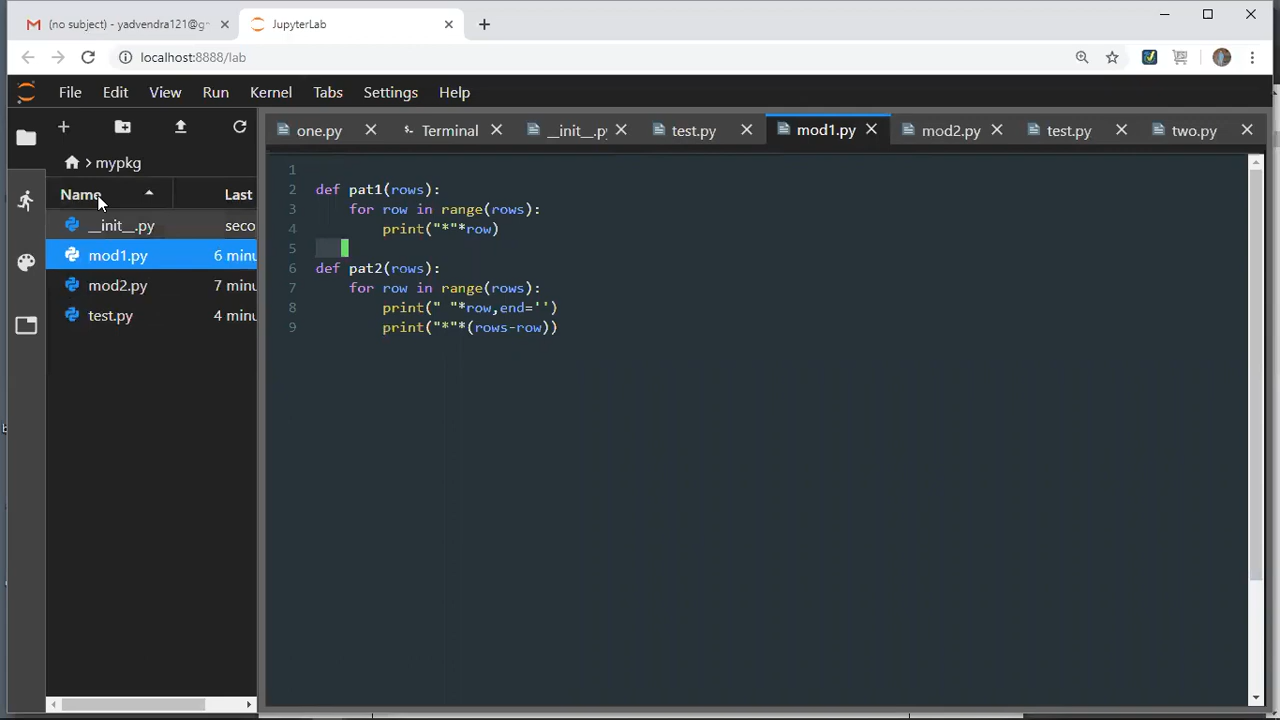 (no subject) - yadvendra121@g
JupyterLab
localhost:8888/lab
File Edit View Run Kernel Tabs Settings Help
one.py Terminal __init__.py test.py mod1.py mod2.py test.py two.py
mypkg
Name Last
__init__.py seco
mod1.py 6 minu
mod2.py 7 minu
test.py 4 minu
1
2 def pat1(rows):
3     for row in range(rows):
4         print("*"*row)
5
6 def pat2(rows):
7     for row in range(rows):
8         print(" "*row,end='')
9         print("*"*(rows-row))